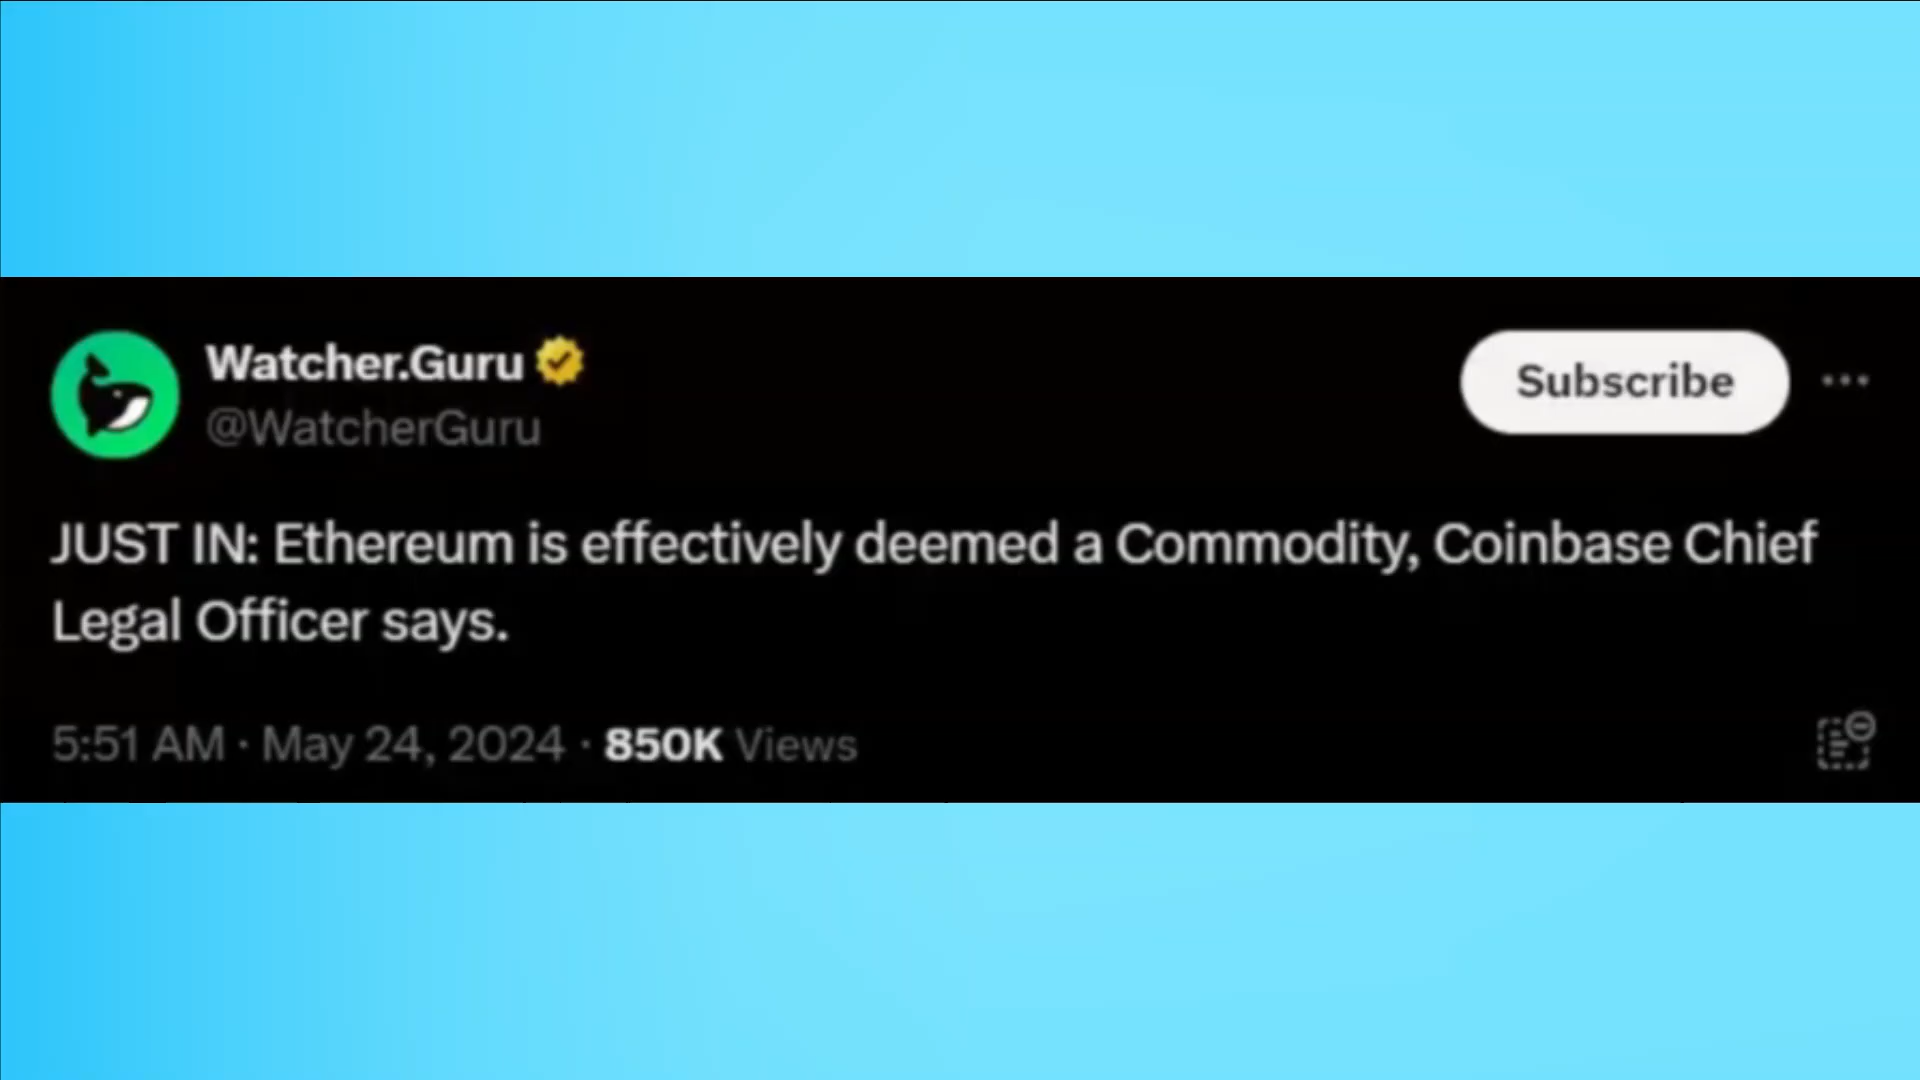 Watcher.Guru
@WatcherGuru
Subscribe
JUST IN: Ethereum is effectively deemed a Commodity, Coinbase Chief
Legal Officer says.
5:51 AM · May 24, 2024 · 850K Views